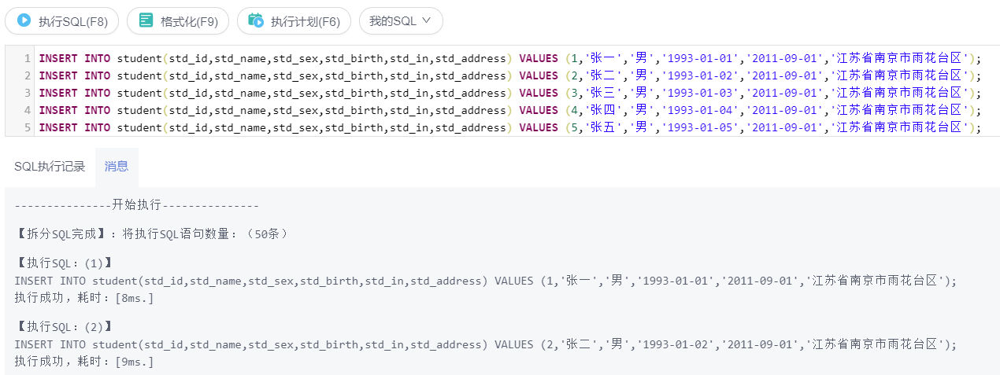 执行SQL(F8) 格式化(F9) 执行计划(F6) 我的SQL
1 INSERT INTO student(std_id,std_name,std_sex,std_birth,std_in,std_address) VALUES (1,'张一','男','1993-01-01','2011-09-01','江苏省南京市雨花台区');
2 INSERT INTO student(std_id,std_name,std_sex,std_birth,std_in,std_address) VALUES (2,'张二','男','1993-01-02','2011-09-01','江苏省南京市雨花台区');
3 INSERT INTO student(std_id,std_name,std_sex,std_birth,std_in,std_address) VALUES (3,'张三','男','1993-01-03','2011-09-01','江苏省南京市雨花台区');
4 INSERT INTO student(std_id,std_name,std_sex,std_birth,std_in,std_address) VALUES (4,'张四','男','1993-01-04','2011-09-01','江苏省南京市雨花台区');
5 INSERT INTO student(std_id,std_name,std_sex,std_birth,std_in,std_address) VALUES (5,'张五','男','1993-01-05','2011-09-01','江苏省南京市雨花台区');
SQL执行记录 消息
---------------开始执行---------------
【拆分SQL完成】：将执行SQL语句数量：（50条）
【执行SQL：(1)】
INSERT INTO student(std_id,std_name,std_sex,std_birth,std_in,std_address) VALUES (1,'张一','男','1993-01-01','2011-09-01','江苏省南京市雨花台区');
执行成功，耗时：[8ms.]
【执行SQL：(2)】
INSERT INTO student(std_id,std_name,std_sex,std_birth,std_in,std_address) VALUES (2,'张二','男','1993-01-02','2011-09-01','江苏省南京市雨花台区');
执行成功，耗时：[9ms.]